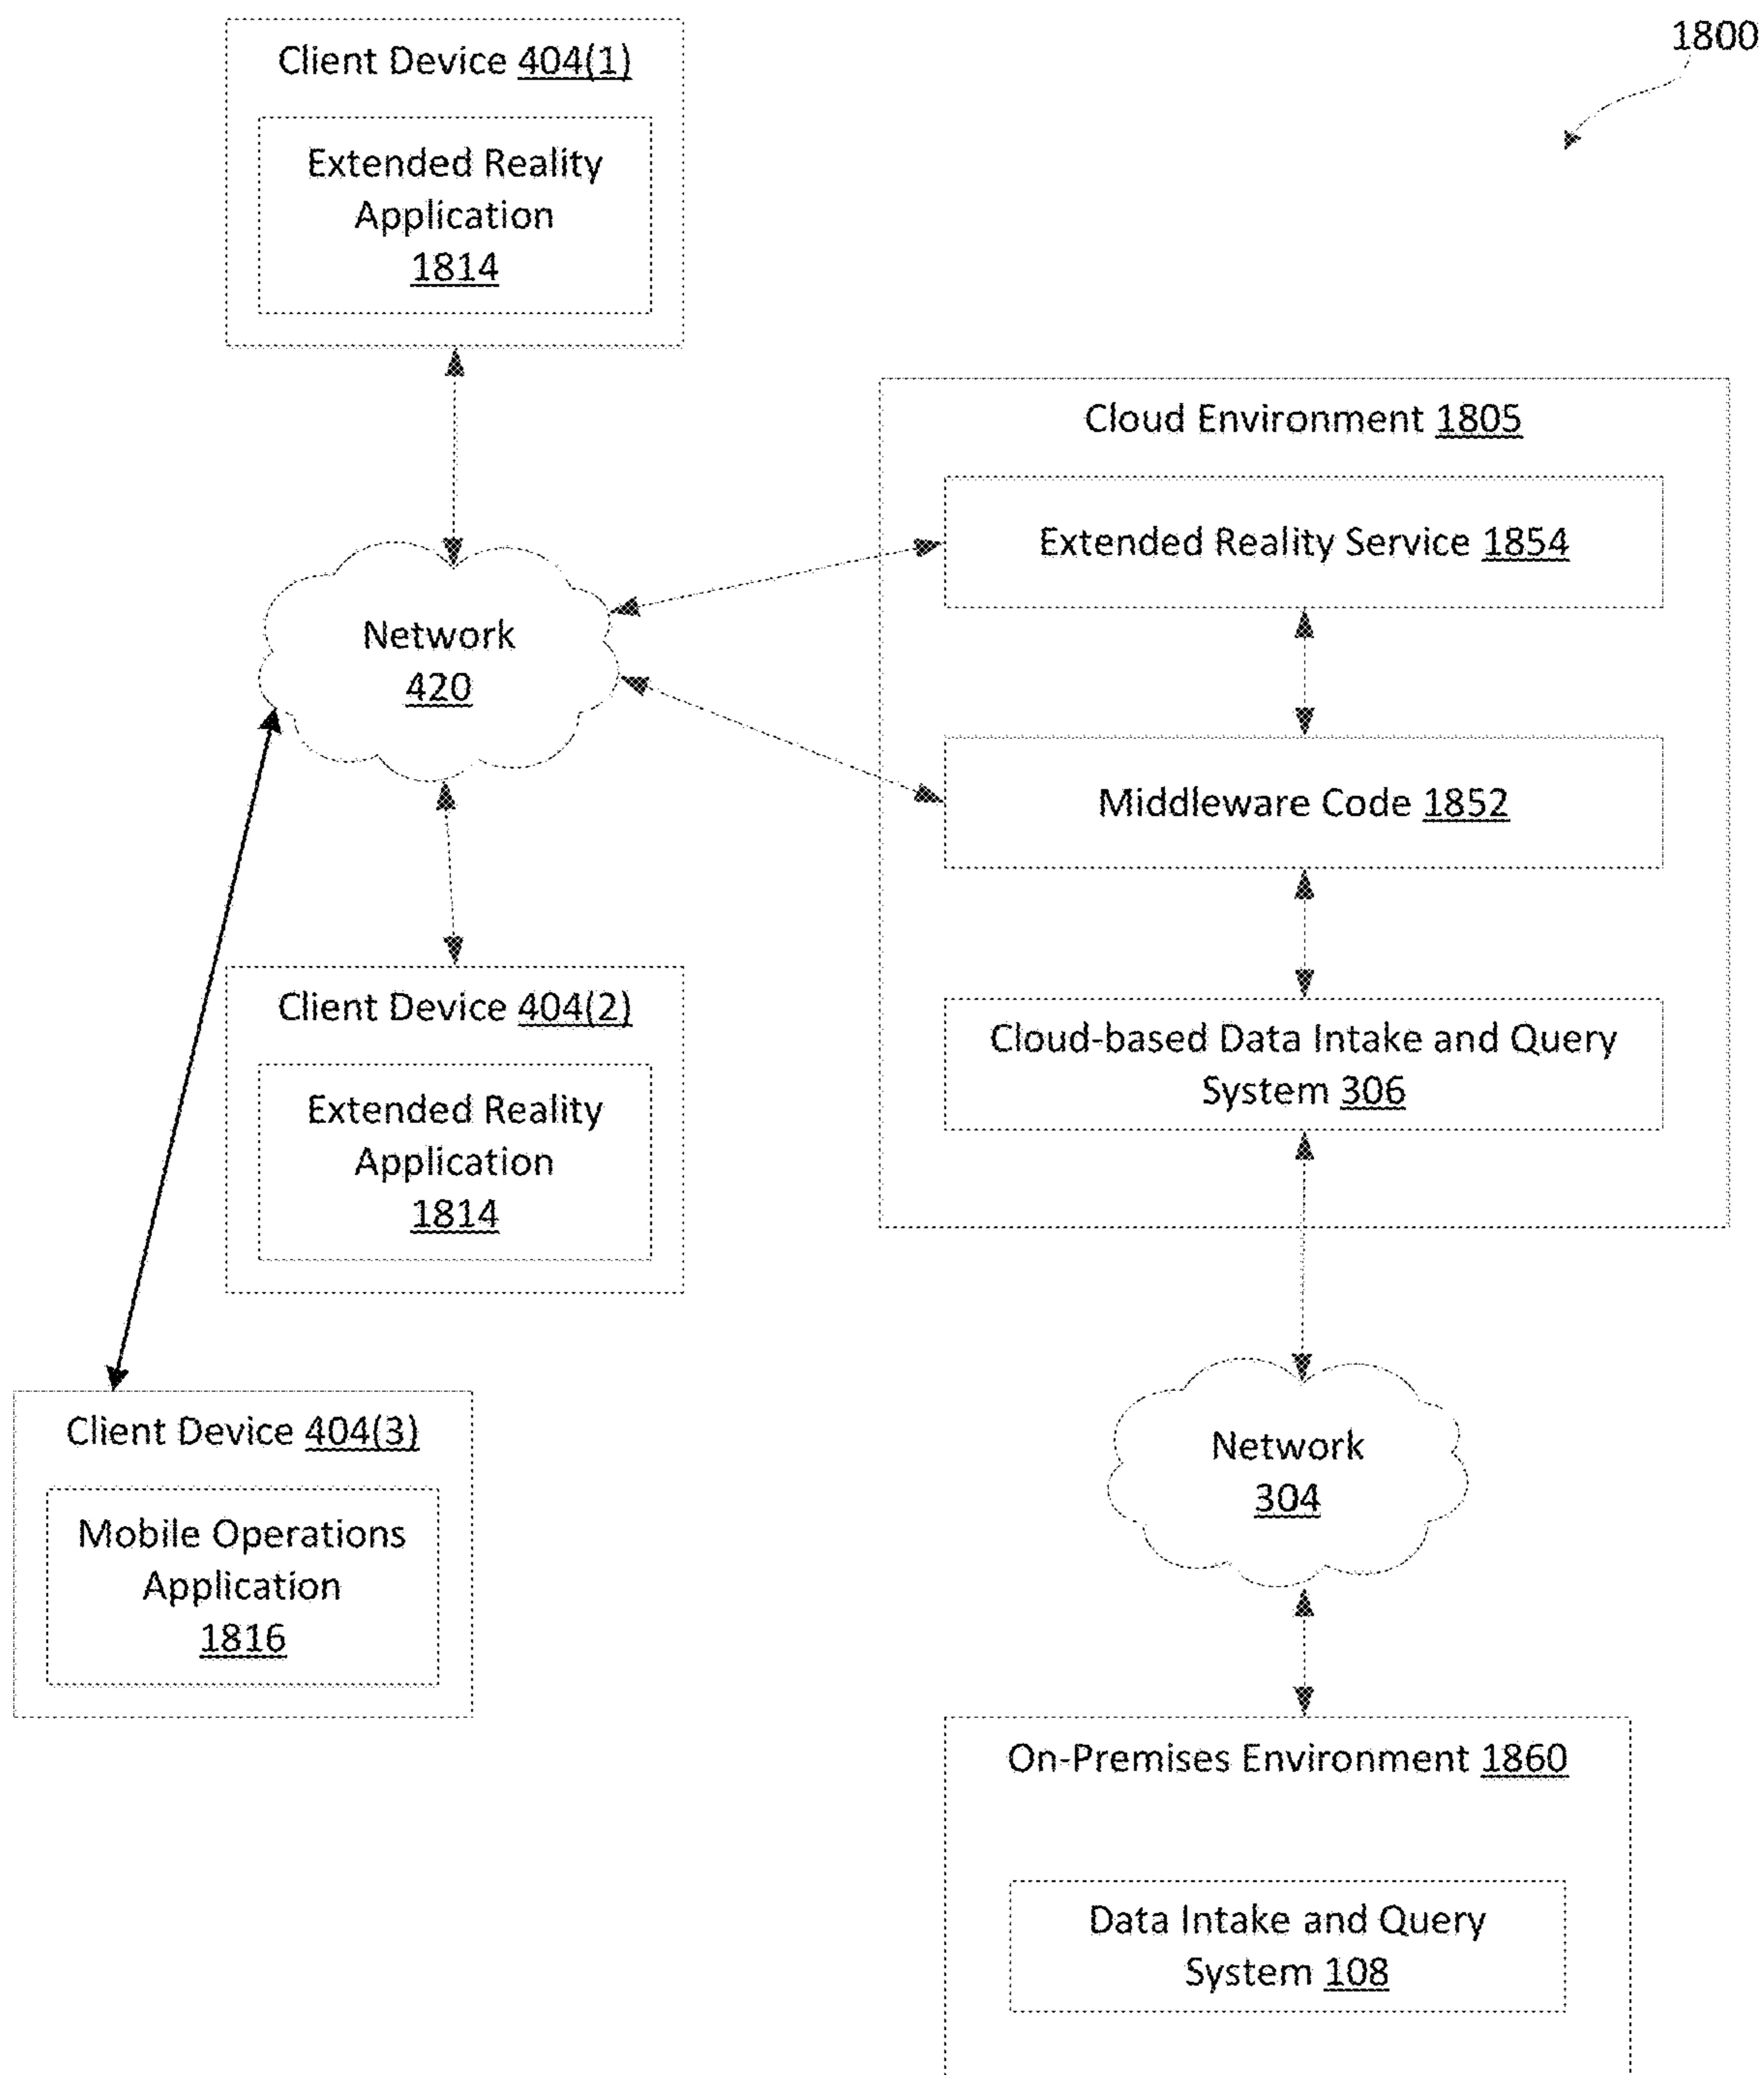 1800
Client Device 404(1)
Extended Reality
Application
1814
Cloud Environment 1805
Extended Reality Service 1854
Network
420
Middleware Code 1852
Client Device 404(2)
Extended Reality
Application
1814
Cloud-based Data Intake and Query
System 306
Client Device 404(3)
Mobile Operations
Application
1816
Network
304
On-Premises Environment 1860
Data Intake and Query
System 108